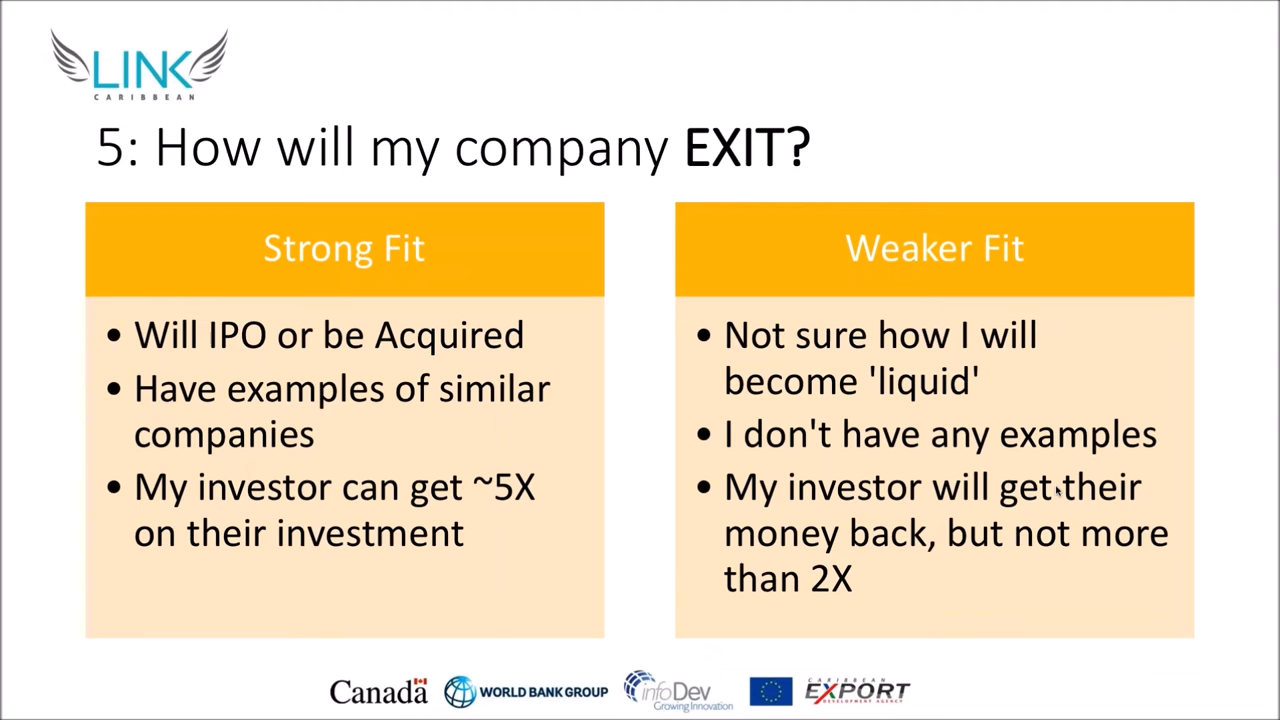 LINK
CARIBBEAN
5: How will my company EXIT?
Strong Fit
• Will IPO or be Acquired
• Have examples of similar
companies
• My investor can get ~5X
on their investment
Weaker Fit
• Not sure how I will
become 'liquid'
• I don't have any examples
• My investor will get their
money back, but not more
than 2X
Canada
WORLD BANK GROUP
infoDev
Growing Innovation
CARIBBEAN
EXPORT
DEVELOPMENT AGENCY